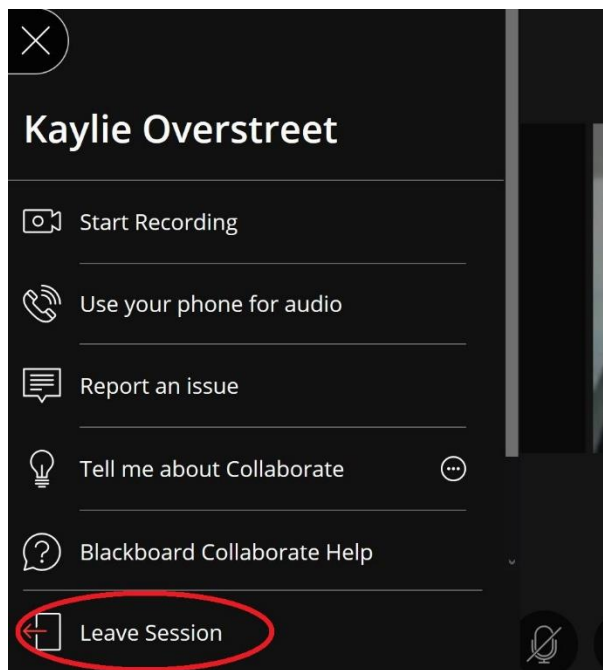 Kaylie Overstreet
Start Recording
Use your phone for audio
Report an issue
Tell me about Collaborate
Blackboard Collaborate Help
Leave Session